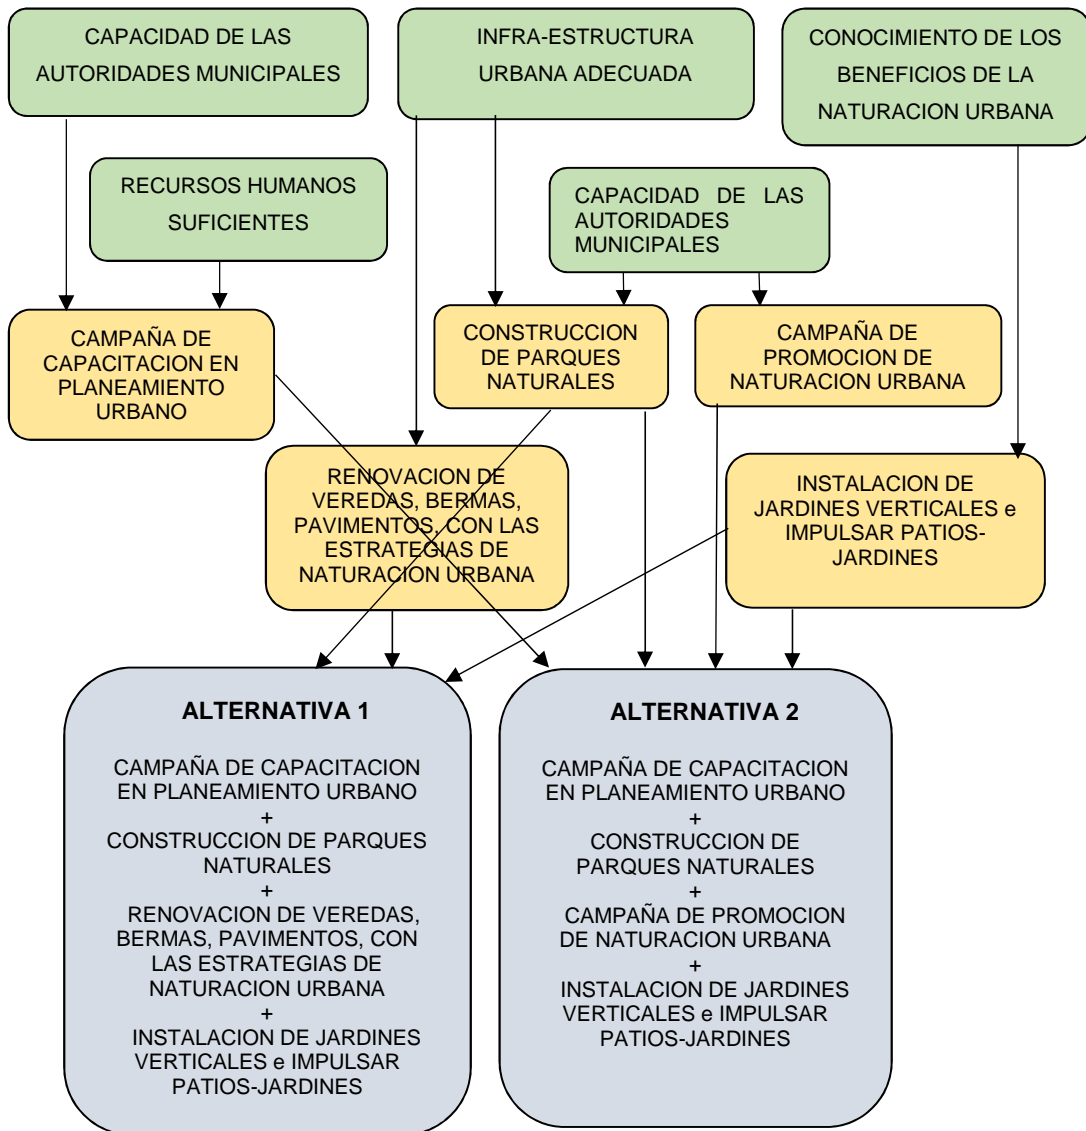 CAPACIDAD DE LAS
AUTORIDADES MUNICIPALES
INFRA-ESTRUCTURA
URBANA ADECUADA
CONOCIMIENTO DE LOS
BENEFICIOS DE LA
NATURACION URBANA
RECURSOS HUMANOS
SUFICIENTES
CAPACIDAD DE LAS
AUTORIDADES
MUNICIPALES
CAMPAÑA DE
CAPACITACION EN
PLANEAMIENTO
URBANO
CONSTRUCCION
DE PARQUES
NATURALES
CAMPAÑA DE
PROMOCION DE
NATURACION URBANA
RENOVACION DE
VEREDAS, BERMAS,
PAVIMENTOS, CON LAS
ESTRATEGIAS DE
NATURACION URBANA
INSTALACION DE
JARDINES VERTICALES e
IMPULSAR PATIOS-
JARDINES
ALTERNATIVA 1
CAMPAÑA DE CAPACITACION
EN PLANEAMIENTO URBANO
+
CONSTRUCCION DE PARQUES
NATURALES
+
RENOVACION DE VEREDAS,
BERMAS, PAVIMENTOS, CON
LAS ESTRATEGIAS DE
NATURACION URBANA
+
INSTALACION DE JARDINES
VERTICALES e IMPULSAR
PATIOS-JARDINES
ALTERNATIVA 2
CAMPAÑA DE CAPACITACION
EN PLANEAMIENTO URBANO
+
CONSTRUCCION DE
PARQUES NATURALES
+
CAMPAÑA DE PROMOCION
DE NATURACION URBANA
+
INSTALACION DE JARDINES
VERTICALES e IMPULSAR
PATIOS-JARDINES